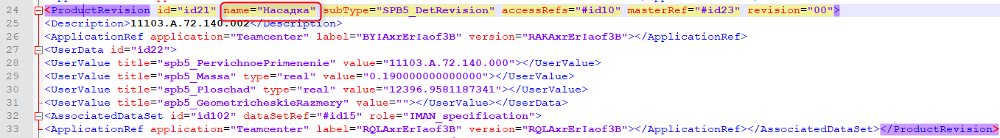 24 <ProductRevision id="id21" name="Насадка" subType="SPB5_DetRevision" accessRefs="#id10" masterRef="#id23" revision="00">
25 <Description>11103.A.72.140.002</Description>
26 <ApplicationRef application="Teamcenter" label="BYIAxrErIaof3B" version="RAKAxrErIaof3B"></ApplicationRef>
27 <UserData id="id22">
28 <UserValue title="spb5_PervichnoePrimenenie" value="11103.A.72.140.000"></UserValue>
29 <UserValue title="spb5_Massa" type="real" value="0.190000000000000"></UserValue>
30 <UserValue title="spb5_Ploschad" type="real" value="12396.9581187341"></UserValue>
31 <UserValue title="spb5_GeometricheskieRazmery" value=""></UserValue></UserData>
32 <AssociatedDataSet id="id102" dataSetRef="#id15" role="IMAN_specification">
33 <ApplicationRef application="Teamcenter" label="RQLAxrErIaof3B" version="RQLAxrErIaof3B"></ApplicationRef></AssociatedDataSet></ProductRevision>